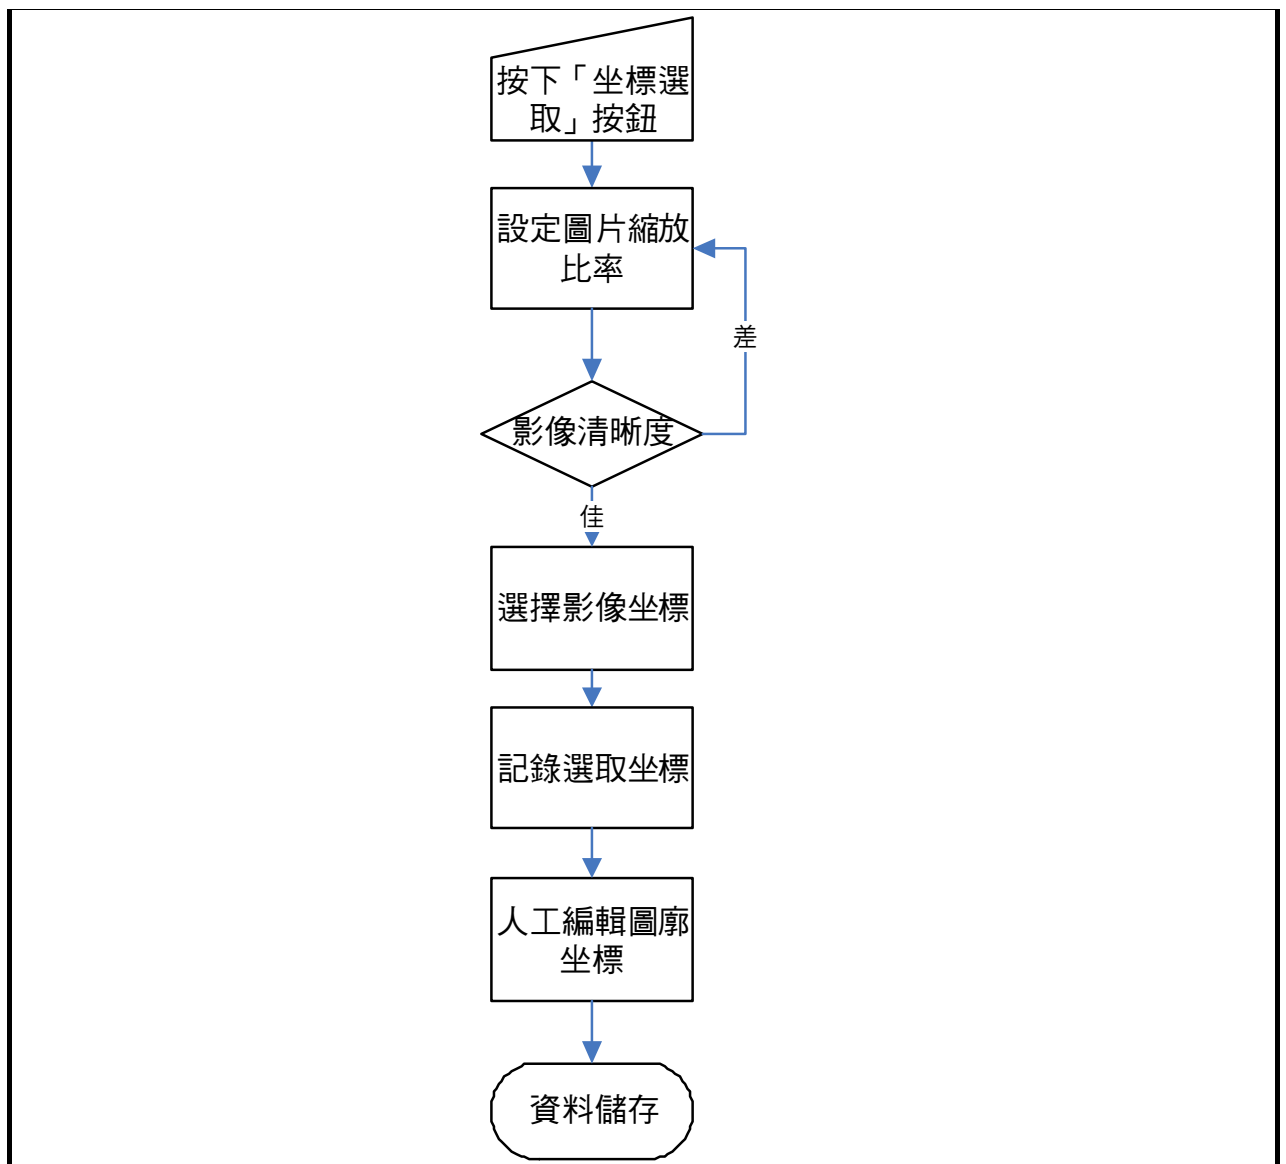 按下「坐標選
取」按鈕
設定圖片縮放
比率
差
影像清晰度
佳
選擇影像坐標
記錄選取坐標
人工編輯圖廓
坐標
資料儲存